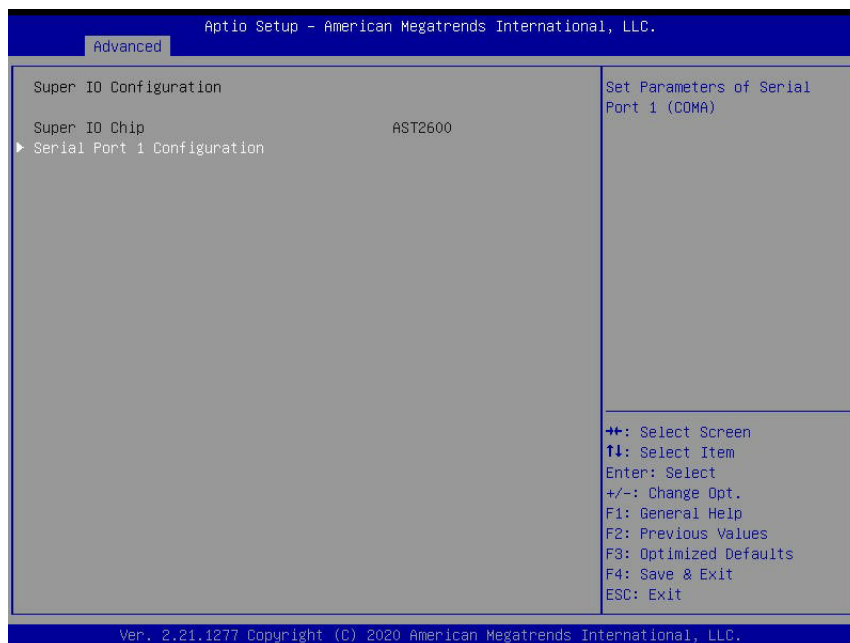 Aptio Setup – American Megatrends International, LLC.
Advanced
Super IO Configuration
Super IO Chip AST2600
▶ Serial Port 1 Configuration
Set Parameters of Serial
Port 1 (COMA)
→←: Select Screen
↑↓: Select Item
Enter: Select
+/-: Change Opt.
F1: General Help
F2: Previous Values
F3: Optimized Defaults
F4: Save & Exit
ESC: Exit
Ver. 2.21.1277 Copyright (C) 2020 American Megatrends International, LLC.